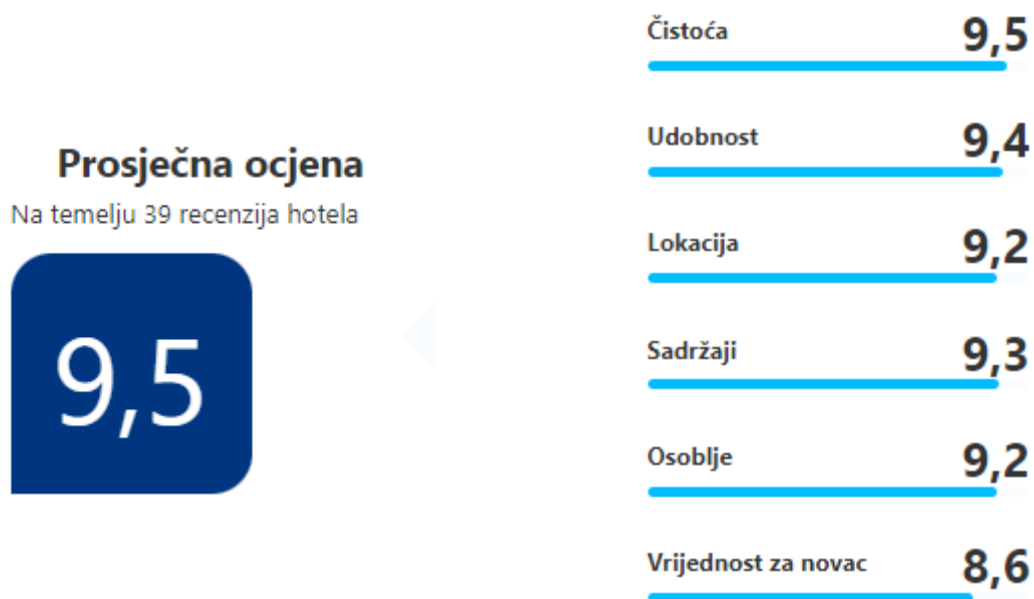 Prosječna ocjena
Na temelju 39 recenzija hotela
9,5
Čistoća 9,5
Udobnost 9,4
Lokacija 9,2
Sadržaji 9,3
Osoblje 9,2
Vrijednost za novac 8,6